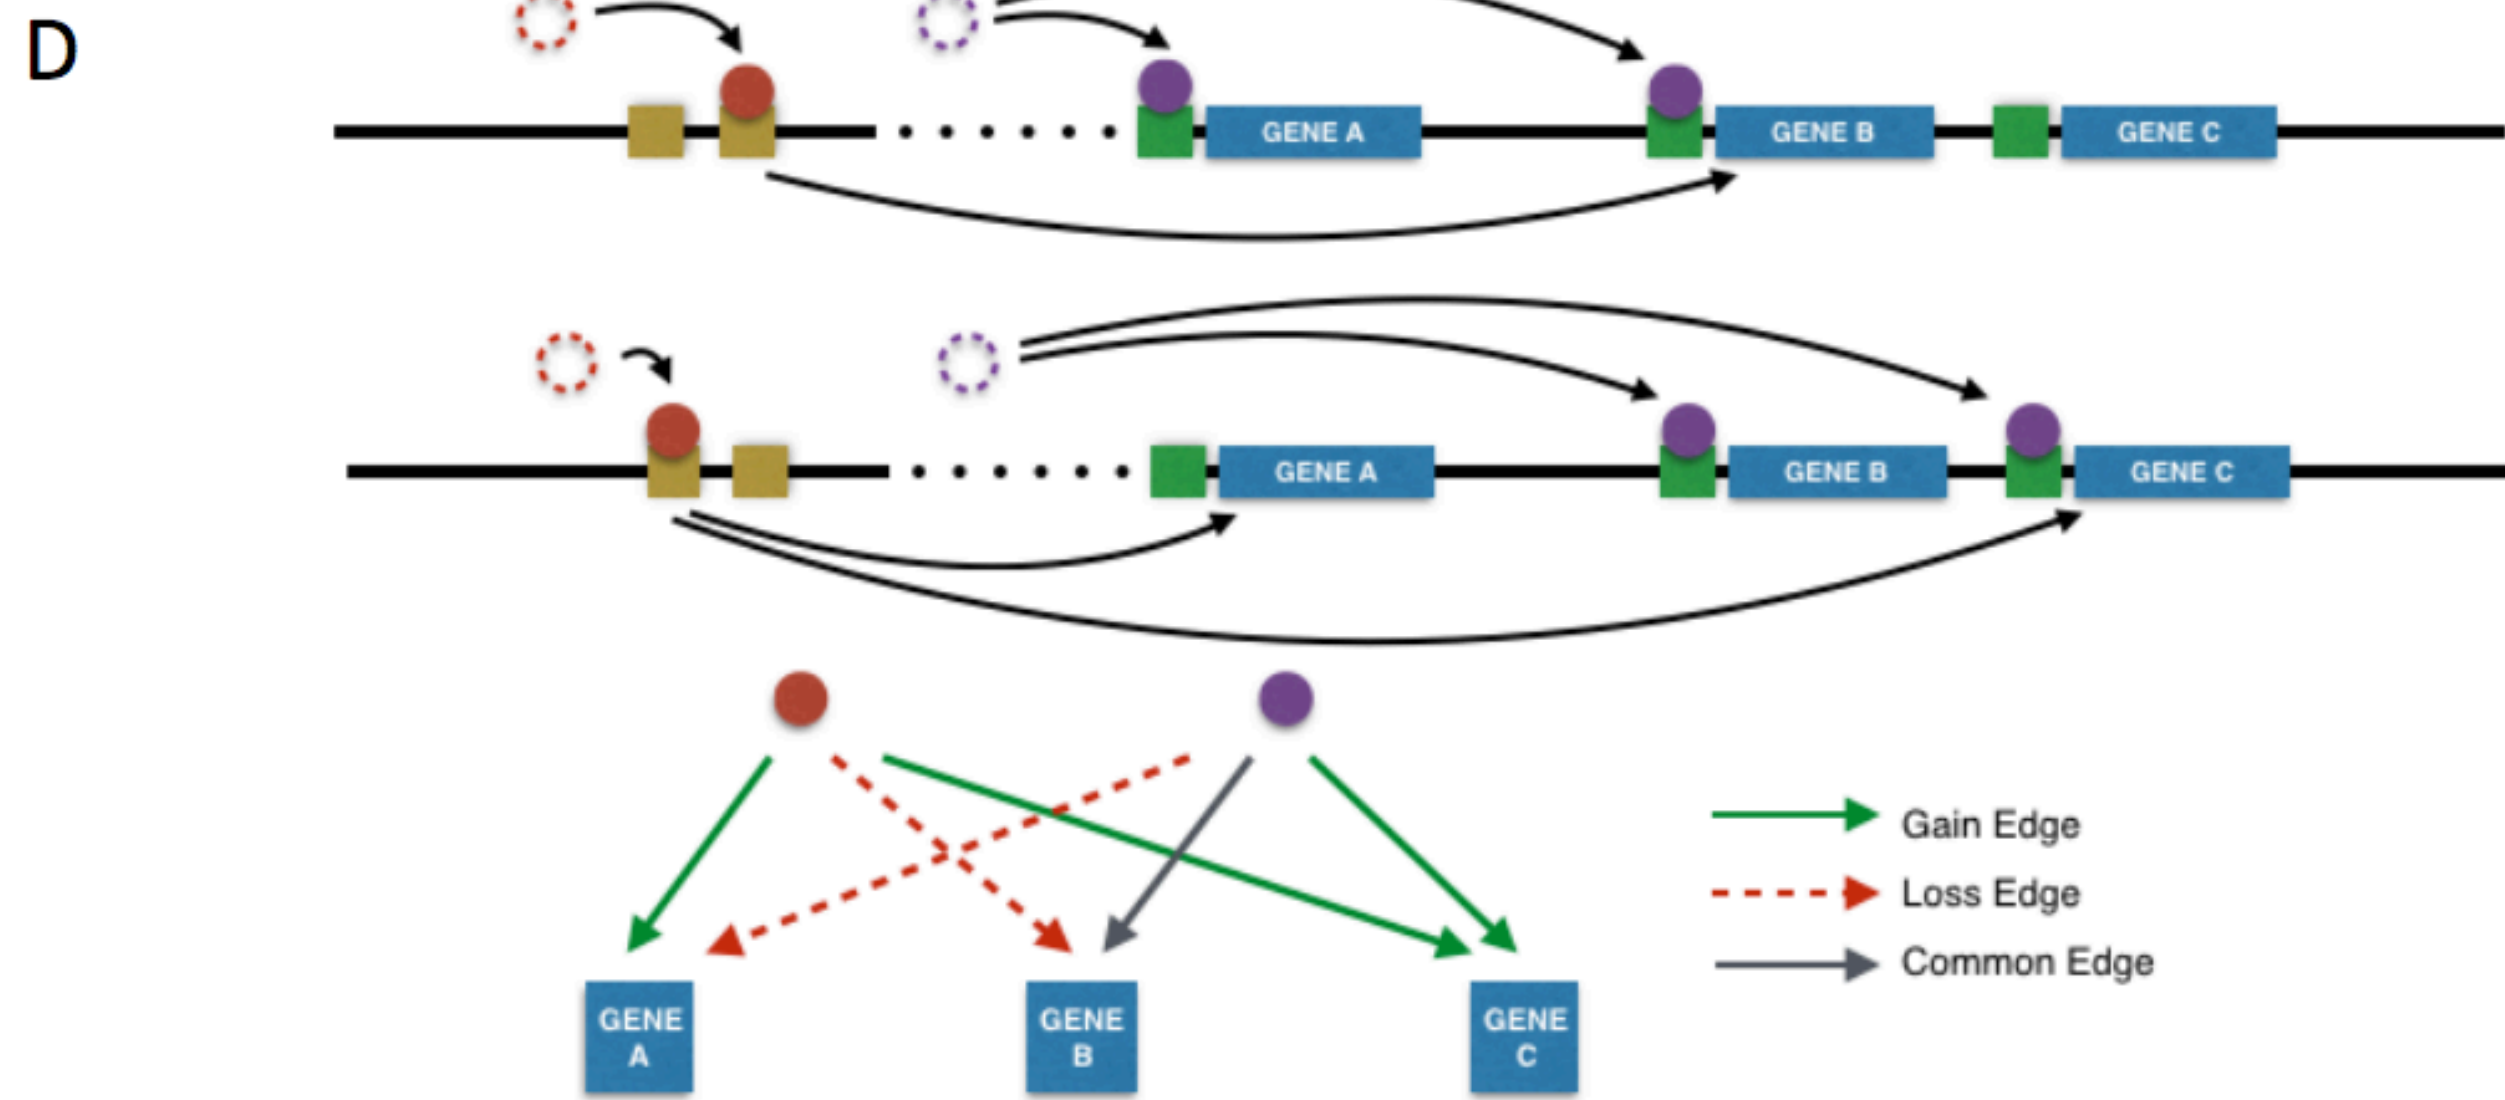 D
GENE A
GENE B
GENE C
GENE A
GENE B
GENE C
Gain Edge
Loss Edge
Common Edge
GENE
A
GENE
B
GENE
C